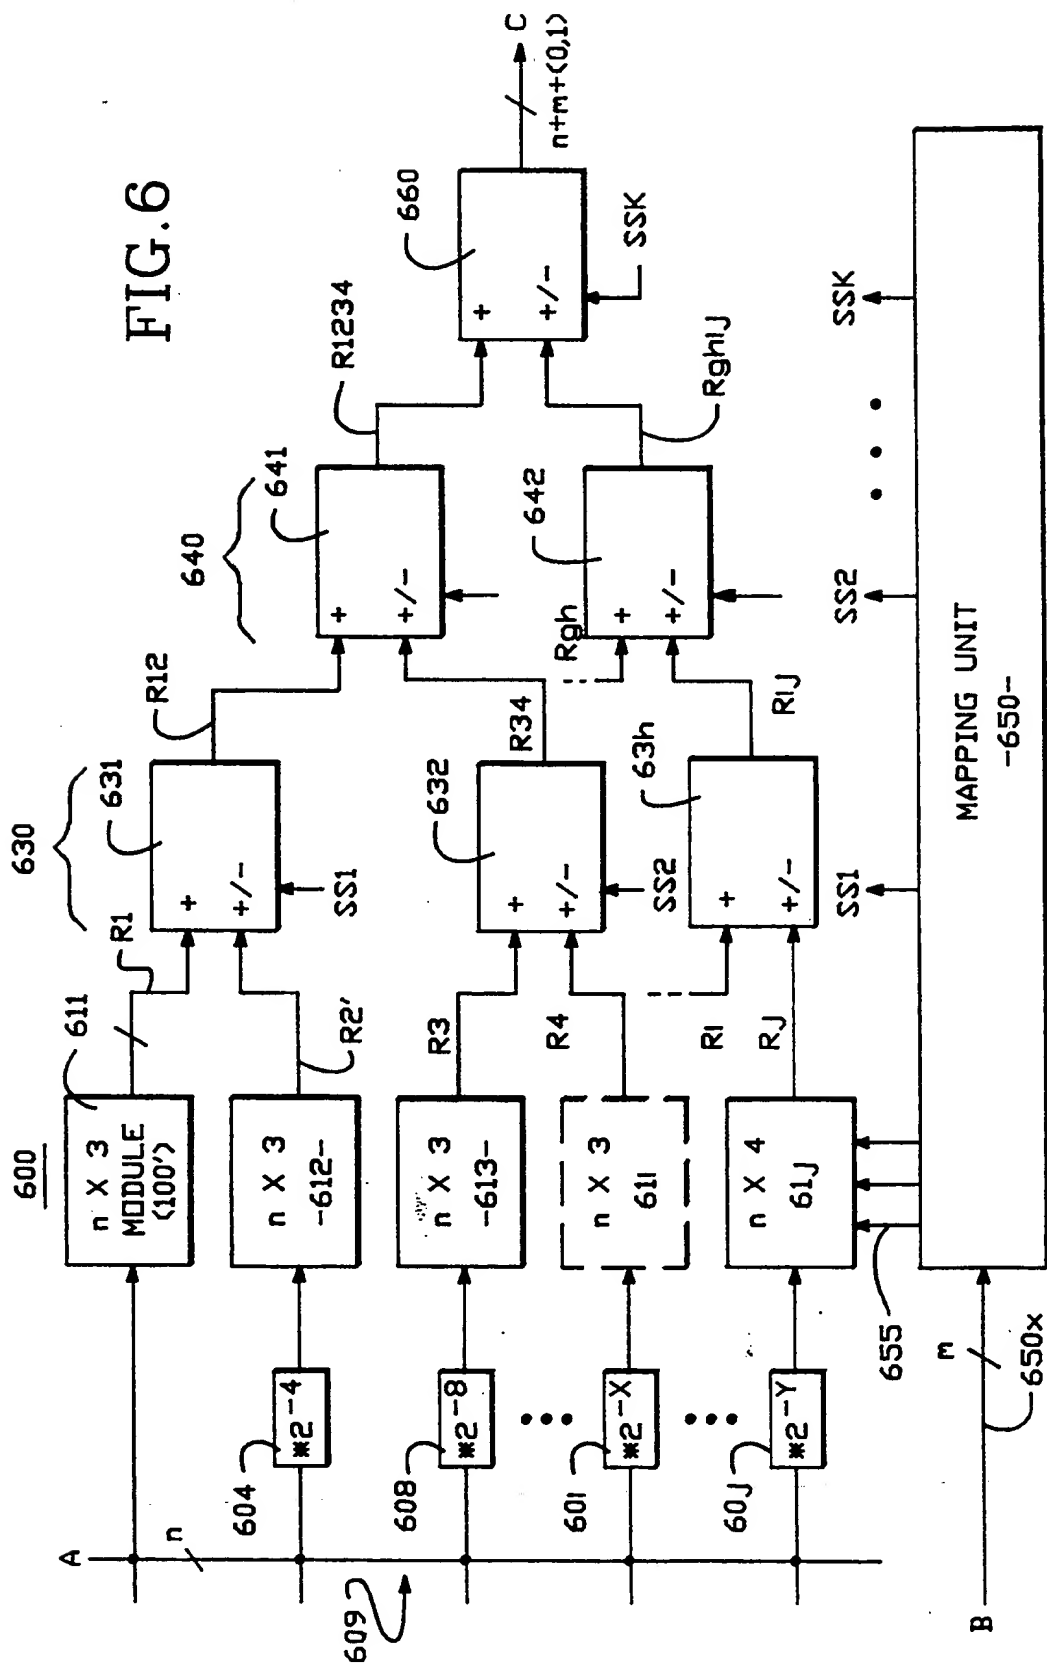 FIG.6
600
n X 3
MODULE
(100')
611
R1
630
631
+
+/-
SS1
R12
640
641
+
+/-
R1234
660
+
+/-
SSK
C
n+m+(0,1)
A
n
609
604
*2⁻⁴
n X 3
-612-
R2'
608
*2⁻⁸
n X 3
-613-
R3
632
+
+/-
SS2
R34
642
Rgh
+
+/-
RghIJ
60I
*2⁻ˣ
n X 3
61I
R4
RI
63h
+
+/-
RIJ
60J
*2⁻ʸ
n X 4
61J
RJ
655
SS1
SS2
SSK
B
m
650x
MAPPING UNIT
-650-